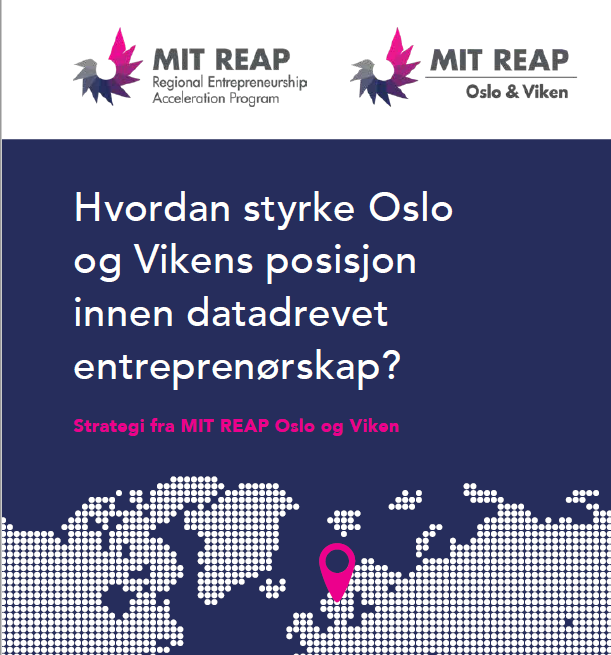 MIT REAP
Regional Entrepreneurship
Acceleration Program
MIT REAP
Oslo & Viken
Hvordan styrke Oslo
og Vikens posisjon
innen datadrevet
entreprenørskap?
Strategi fra MIT REAP Oslo og Viken